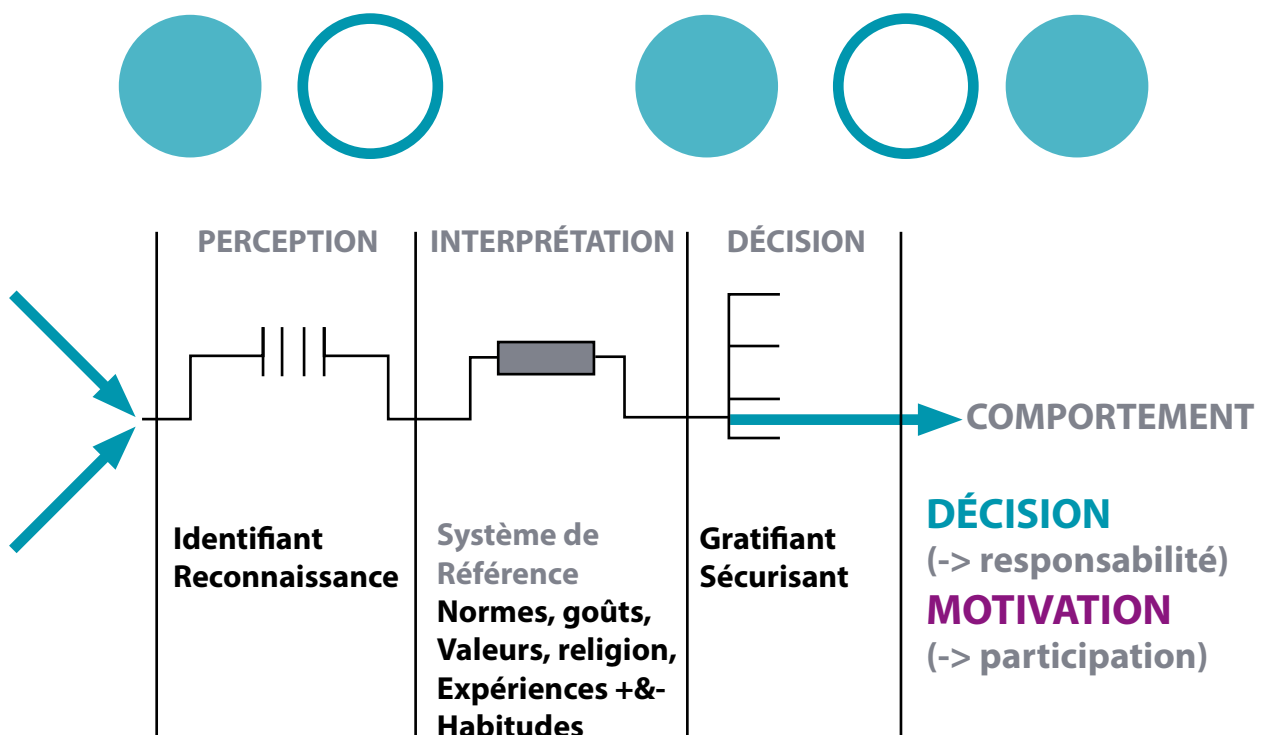 PERCEPTION
INTERPRÉTATION
DÉCISION
COMPORTEMENT
Identifiant
Reconnaissance
Système de
Référence
Normes, goûts,
Valeurs, religion,
Expériences +&-
Habitudes
Gratifiant
Sécurisant
DÉCISION
(-> responsabilité)
MOTIVATION
(-> participation)